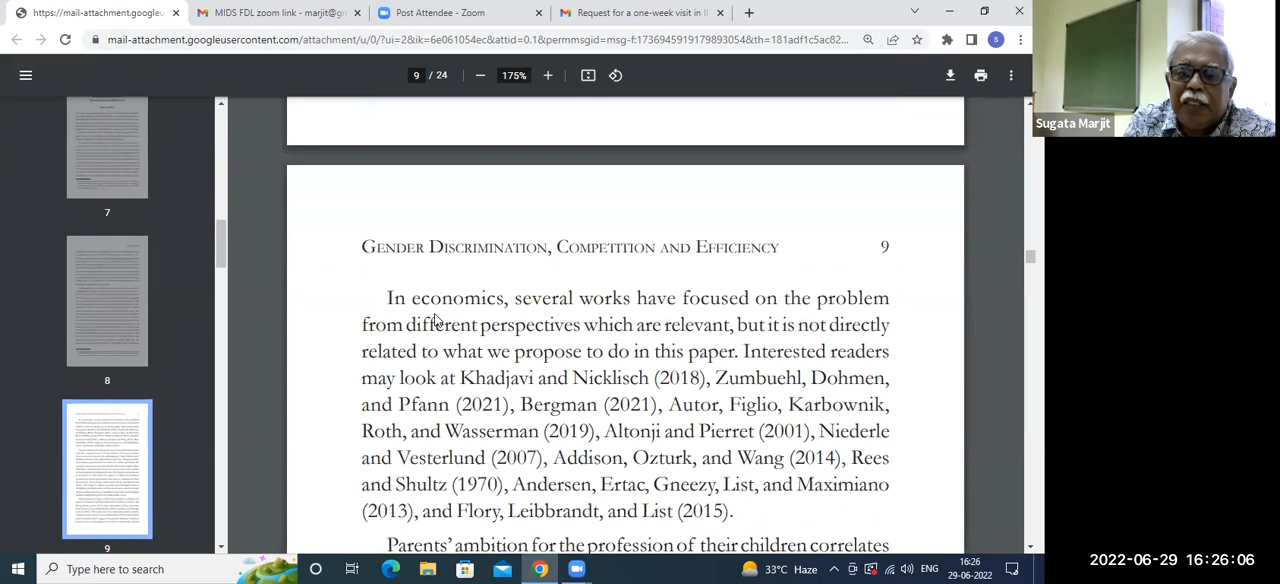 https://mail-attachment.googleu
MIDS FDL zoom link - marjit@gm
Post Attendee - Zoom
Request for a one-week visit in II
mail-attachment.googleusercontent.com/attachment/u/0/?ui=2&ik=6e061054ec&attid=0.1&permmsgid=msg-f:1736945919179893054&th=181adf1c5ac82...
S
9 / 24
175%
Sugata Marjit
7
8
9
GENDER DISCRIMINATION, COMPETITION AND EFFICIENCY 9
In economics, several works have focused on the problem
from different perspectives which are relevant, but it is not directly
related to what we propose to do in this paper. Interested readers
may look at Khadjavi and Nicklisch (2018), Zumbuehl, Dohmen,
and Pfann (2021), Bergman (2021), Autor, Figlio, Karbownik,
Roth, and Wasserman (2019), Altonji and Pierret (2001), Niederle
and Vesterlund (2007), Addison, Ozturk, and Wang (2014), Rees
and Shultz (1970), Andersen, Ertac, Gneezy, List, and Maximiano
(2013), and Flory, Leibbrandt, and List (2015).
Parents' ambition for the profession of their children correlates
Type here to search
33°C Haze
ENG
16:26
29-06-2022
2022-06-29 16:26:06